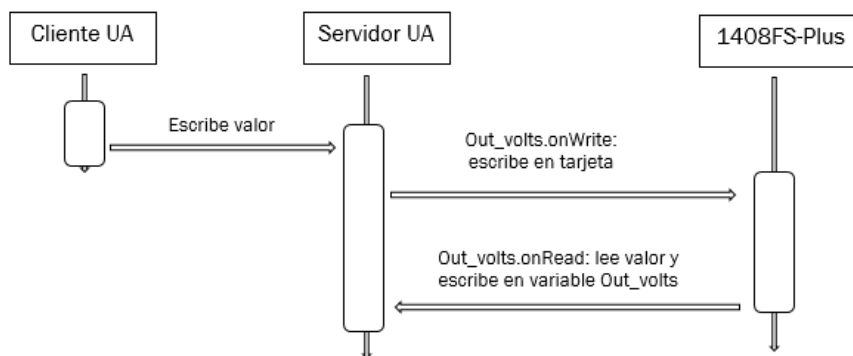 Cliente UA
Servidor UA
1408FS-Plus
Escribe valor
Out_volts.onWrite:
escribe en tarjeta
Out_volts.onRead: lee valor y
escribe en variable Out_volts